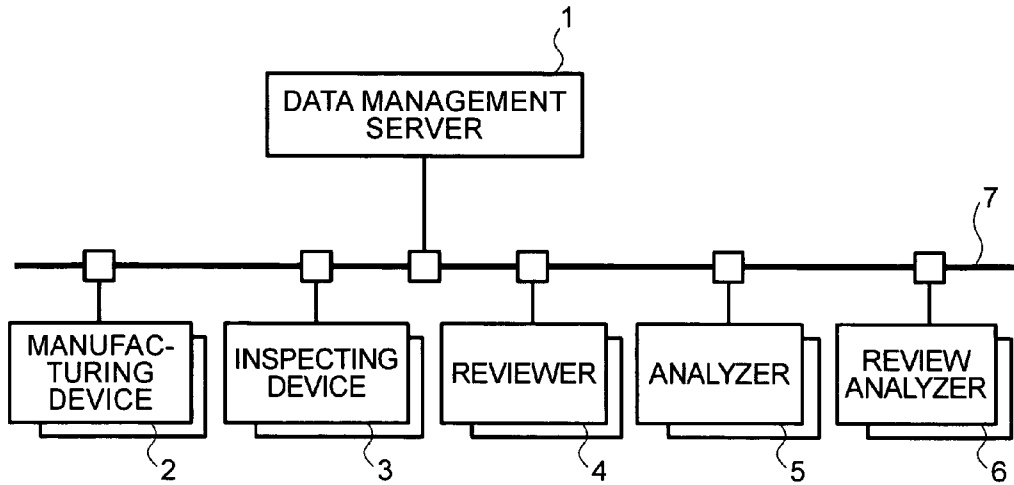 1
DATA MANAGEMENT
SERVER
7
MANUFAC-
TURING
DEVICE
INSPECTING
DEVICE
REVIEWER
ANALYZER
REVIEW
ANALYZER
2
3
4
5
6